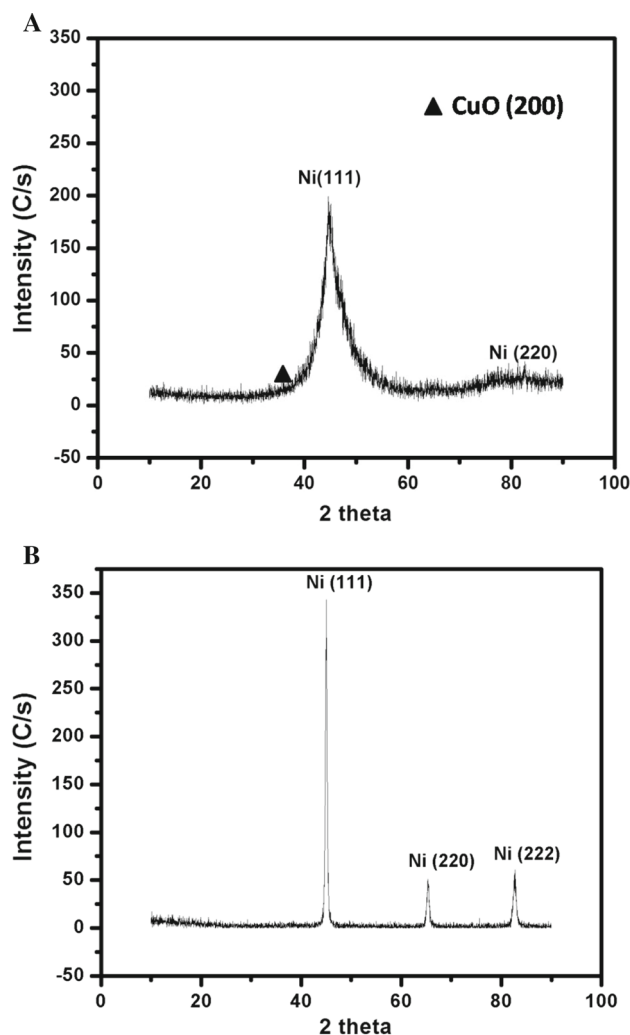 A
350
300
250
200
150
100
50
0
-50
Intensity (C/s)
▲ CuO (200)
Ni(111)
Ni (220)
0 20 40 60 80 100
2 theta
B
350
300
250
200
150
100
50
0
-50
Intensity (C/s)
Ni (111)
Ni (220)
Ni (222)
0 20 40 60 80 100
2 theta